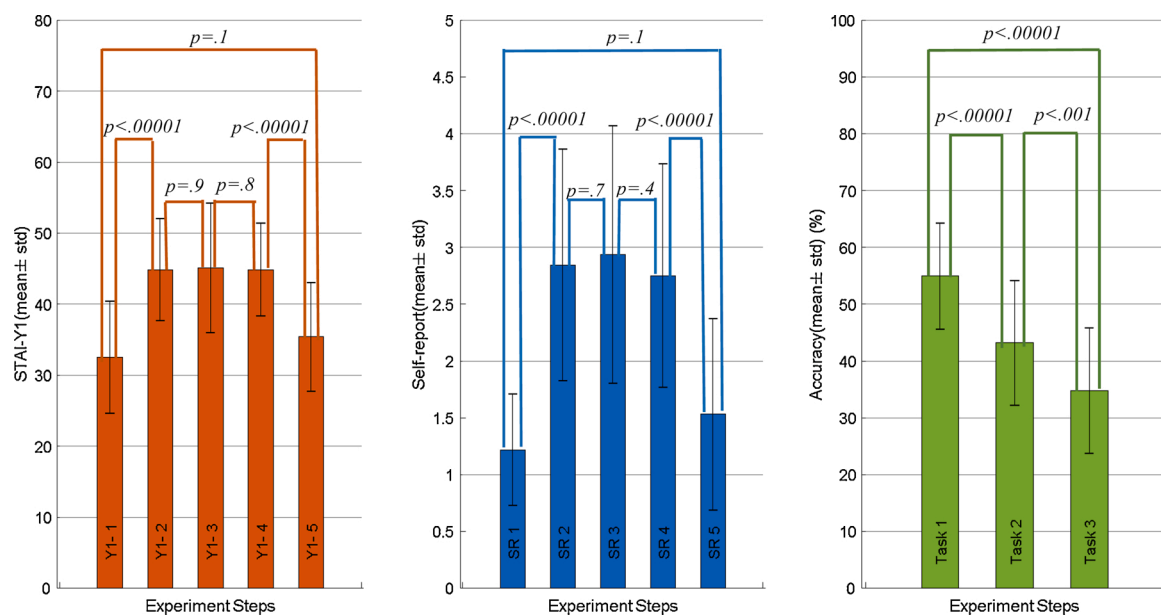 80
70
60
50
40
30
20
10
0
STAI-Y1(mean± std)
p=.1
p<.00001
p<.00001
p=.9
p=.8
Y1- 1
Y1- 2
Y1- 3
Y1- 4
Y1- 5
Experiment Steps
5
4.5
4
3.5
3
2.5
2
1.5
1
0.5
0
Self-report(mean± std)
p=.1
p<.00001
p<.00001
p=.7
p=.4
SR 1
SR 2
SR 3
SR 4
SR 5
Experiment Steps
100
90
80
70
60
50
40
30
20
10
0
Accuracy(mean± std) (%)
p<.00001
p<.00001
p<.001
Task 1
Task 2
Task 3
Experiment Steps